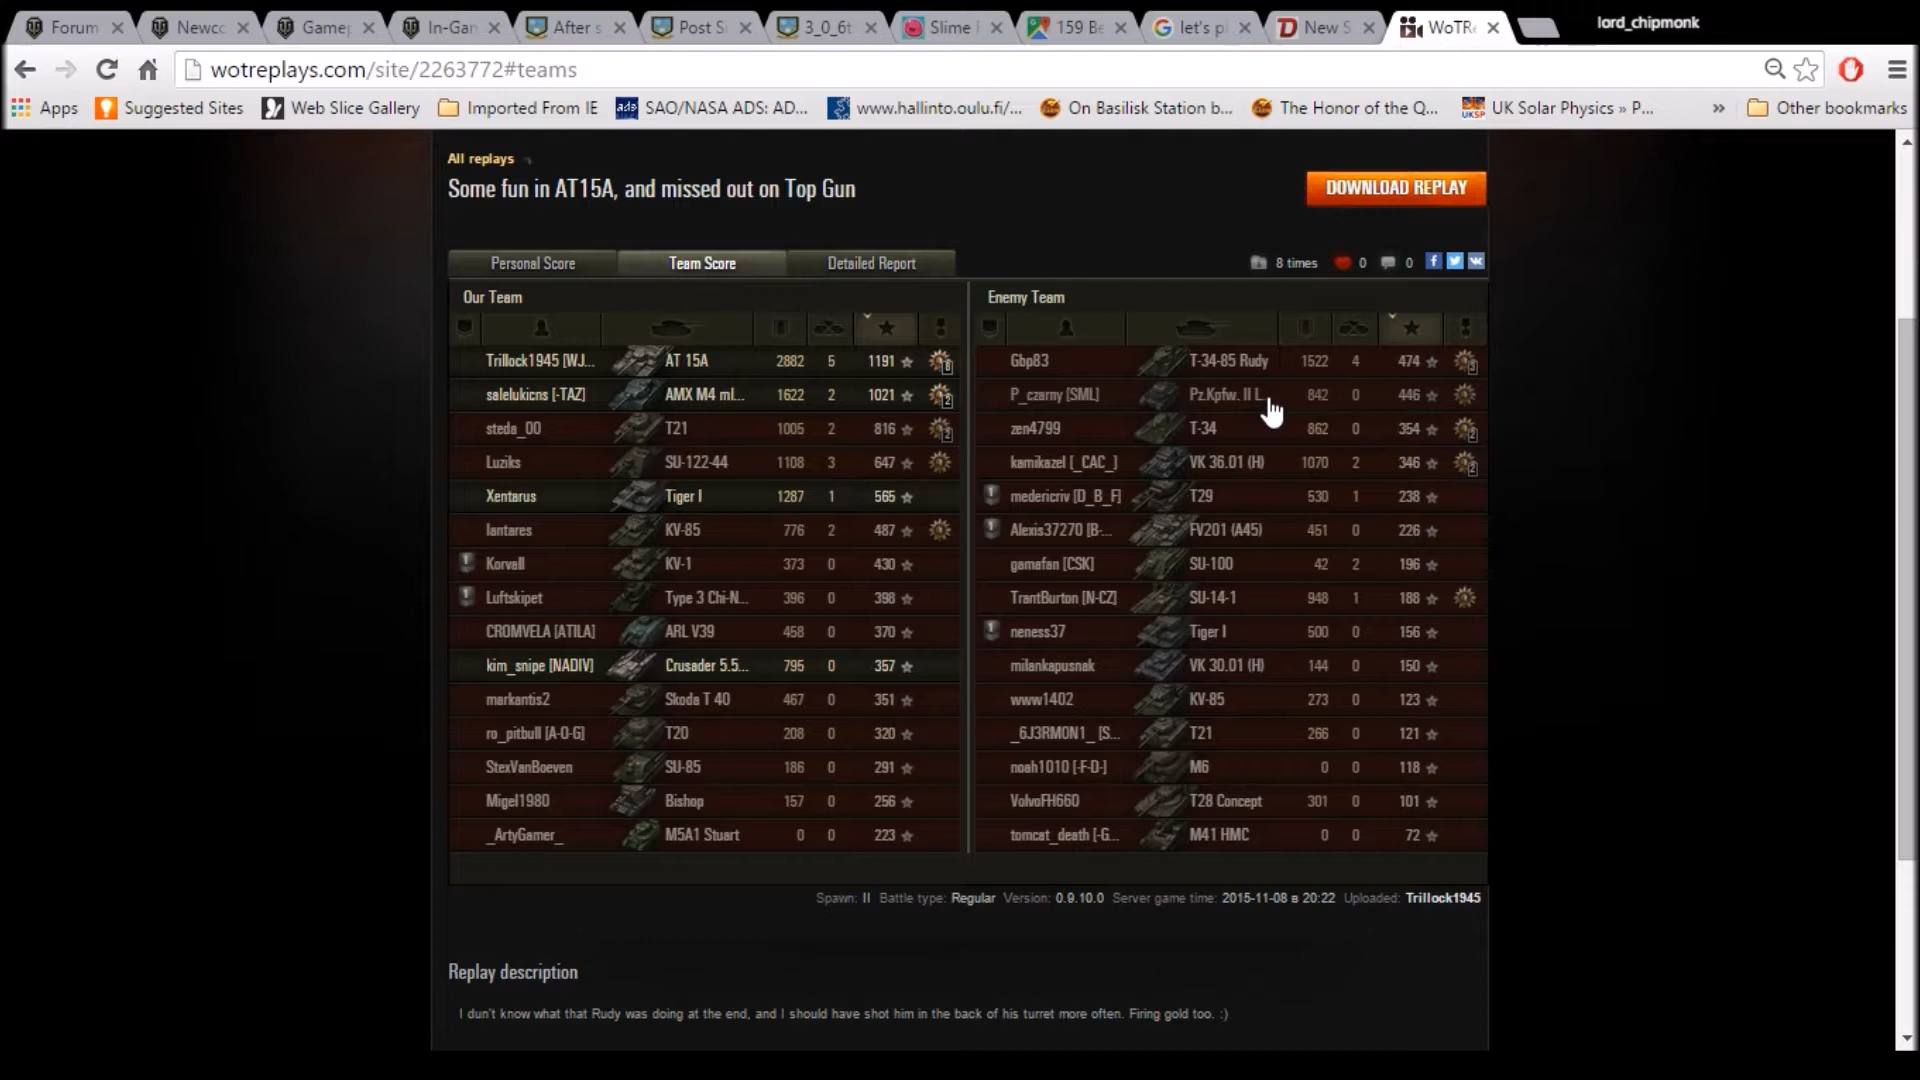 Forum Newcc Gamep In-Gan After s Post Si 3_0_6t Slime 159 Be let's pl New S WoTRe lord_chipmonk
wotreplays.com/site/2263772#teams
Apps Suggested Sites Web Slice Gallery Imported From IE SAO/NASA ADS: AD... www.hallinto.oulu.fi/... On Basilisk Station b... The Honor of the Q... UK Solar Physics » P... » Other bookmarks
All replays
Some fun in AT15A, and missed out on Top Gun
DOWNLOAD REPLAY
Personal Score Team Score Detailed Report 8 times 0 0
Our Team Enemy Team
Trillock1945 [WJ... AT 15A 2882 5 1191 8 Gbp83 T-34-85 Rudy 1522 4 474 3
salelukicns [-TAZ] AMX M4 ml... 1622 2 1021 2 P_czarny [SML] Pz.Kpfw. II L... 842 0 446
steda_00 T21 1005 2 816 2 zen4799 T-34 862 0 354 2
Luziks SU-122-44 1108 3 647 kamikazel [_CAC_] VK 36.01 (H) 1070 2 346 2
Xentarus Tiger I 1287 1 565 medericriv [D_B_F] T29 530 1 238
lantares KV-85 776 2 487 Alexis37270 [B-... FV201 (A45) 451 0 226
Korvall KV-1 373 0 430 gamafan [CSK] SU-100 42 2 196
Luftskipet Type 3 Chi-N... 396 0 398 TrantBurton [N-CZ] SU-14-1 948 1 188
CROMVELA [ATILA] ARL V39 458 0 370 neness37 Tiger I 500 0 156
kim_snipe [NADIV] Crusader 5.5... 795 0 357 milankapusnak VK 30.01 (H) 144 0 150
markantis2 Skoda T 40 467 0 351 www1402 KV-85 273 0 123
ro_pitbull [A-O-G] T20 208 0 320 _6J3RM0N1_ [S... T21 266 0 121
StexVanBoeven SU-85 186 0 291 noah1010 [-F-D-] M6 0 0 118
Migel1980 Bishop 157 0 256 VolvoFH660 T28 Concept 301 0 101
_ArtyGamer_ M5A1 Stuart 0 0 223 tomcat_death [-G... M41 HMC 0 0 72
Spawn: II Battle type: Regular Version: 0.9.10.0 Server game time: 2015-11-08 в 20:22 Uploaded: Trillock1945
Replay description
I dun't know what that Rudy was doing at the end, and I should have shot him in the back of his turret more often. Firing gold too. :)